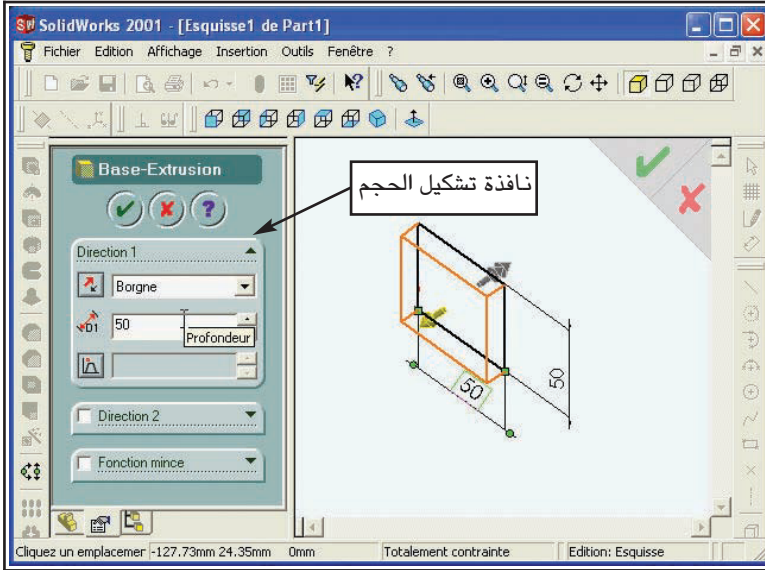 SolidWorks 2001 - [Esquisse1 de Part1]
Fichier Edition Affichage Insertion Outils Fenêtre ?
Base-Extrusion
نافذة تشكيل الحجم
Direction 1
Borgne
D1 50
Profondeur
Direction 2
Fonction mince
50
50
Cliquez un emplacemer -127.73mm 24.35mm 0mm Totalement contrainte Edition: Esquisse